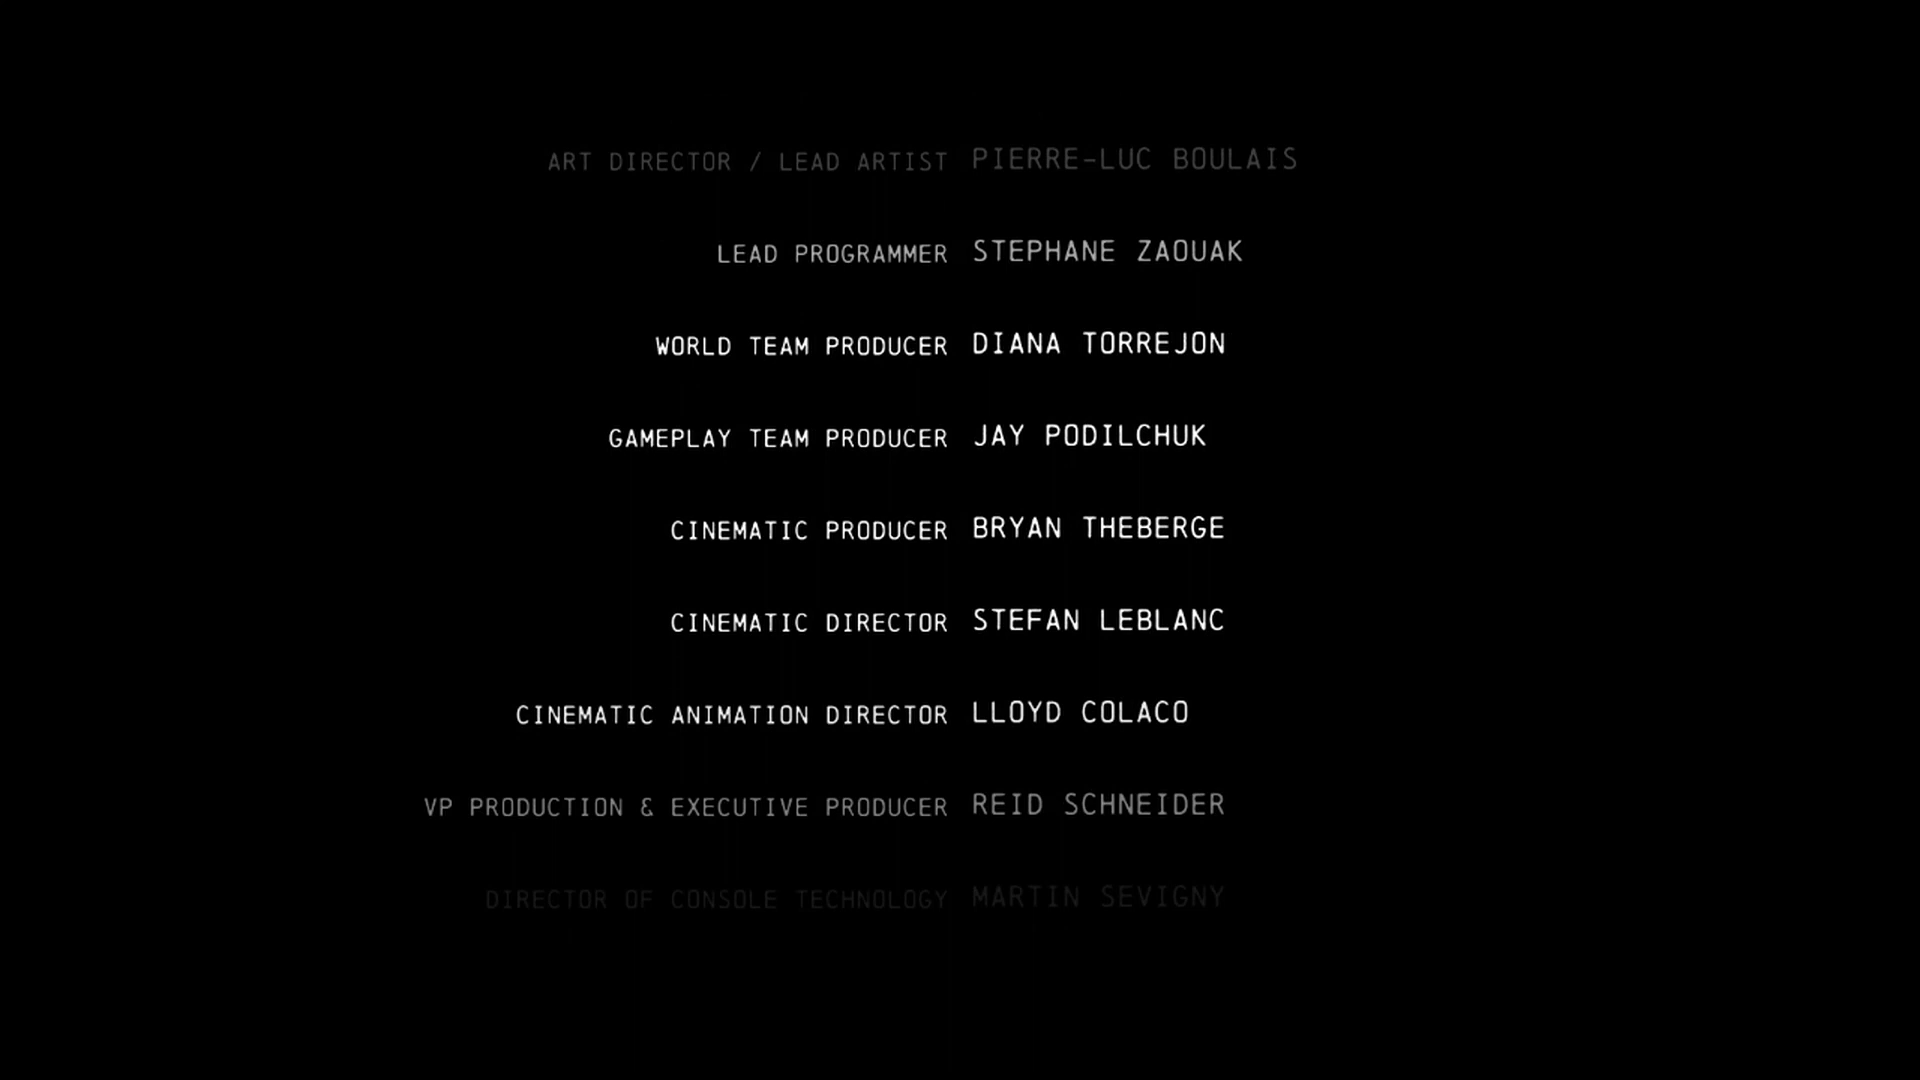 ART DIRECTOR / LEAD ARTIST PIERRE-LUC BOULAIS
LEAD PROGRAMMER STEPHANE ZAOUAK
WORLD TEAM PRODUCER DIANA TORREJON
GAMEPLAY TEAM PRODUCER JAY PODILCHUK
CINEMATIC PRODUCER BRYAN THEBERGE
CINEMATIC DIRECTOR STEFAN LEBLANC
CINEMATIC ANIMATION DIRECTOR LLOYD COLACO
VP PRODUCTION & EXECUTIVE PRODUCER REID SCHNEIDER
DIRECTOR OF CONSOLE TECHNOLOGY MARTIN SEVIGNY